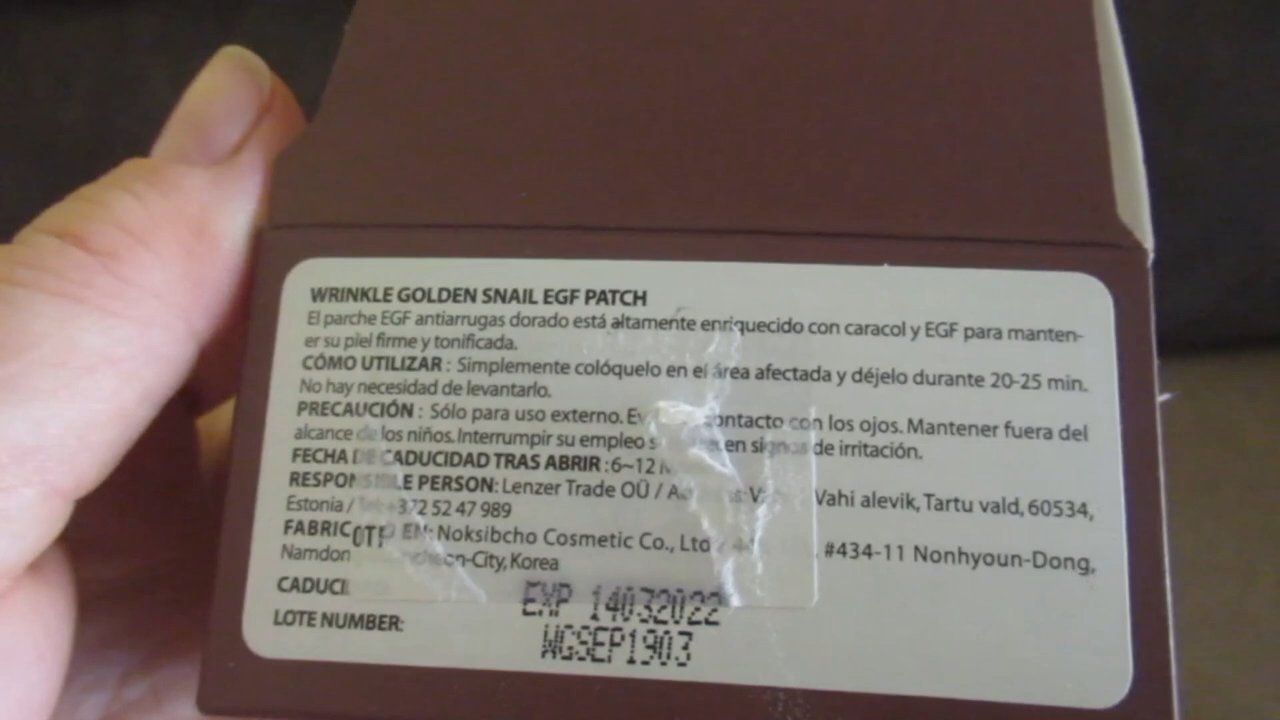 WRINKLE GOLDEN SNAIL EGF PATCH
El parche EGF antiarrugas dorado está altamente enriquecido con caracol y EGF para manten-
er su piel firme y tonificada.
CÓMO UTILIZAR : Simplemente colóquelo en el área afectada y déjelo durante 20-25 min.
No hay necesidad de levantarlo.
PRECAUCIÓN : Sólo para uso externo. contacto con los ojos. Mantener fuera del
alcance de los niños. Interrumpir su empleo signos de irritación.
FECHA DE CADUCIDAD TRAS ABRIR : 6~12
RESPONSIBLE PERSON: Lenzer Trade OÜ / Vahi alevik, Tartu vald, 60534,
Estonia / +372 52 47 989
EN: Noksibcho Cosmetic Co., Ltd #434-11 Nonhyoun-Dong,
Korea
EXP 14032022
LOTE NUMBER:
WGSEP1903